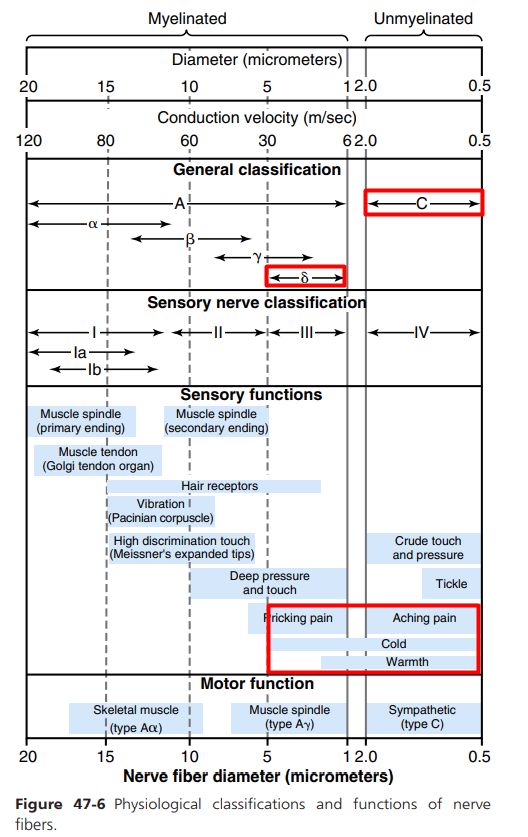 Myelinated Unmyelinated
Diameter (micrometers)
20 15 10 5 1 2.0 0.5
Conduction velocity (m/sec)
120 80 60 30 6 2.0 0.5
General classification
A C
α
β
γ
δ
Sensory nerve classification
I II III IV
Ia
Ib
Sensory functions
Muscle spindle Muscle spindle
(primary ending) (secondary ending)
Muscle tendon
(Golgi tendon organ)
Hair receptors
Vibration
(Pacinian corpuscle)
High discrimination touch Crude touch
(Meissner's expanded tips) and pressure
Deep pressure Tickle
and touch
Pricking pain Aching pain
Cold
Warmth
Motor function
Skeletal muscle Muscle spindle Sympathetic
(type Aα) (type Aγ) (type C)
20 15 10 5 1 2.0 0.5
Nerve fiber diameter (micrometers)
Figure 47-6 Physiological classifications and functions of nerve
fibers.